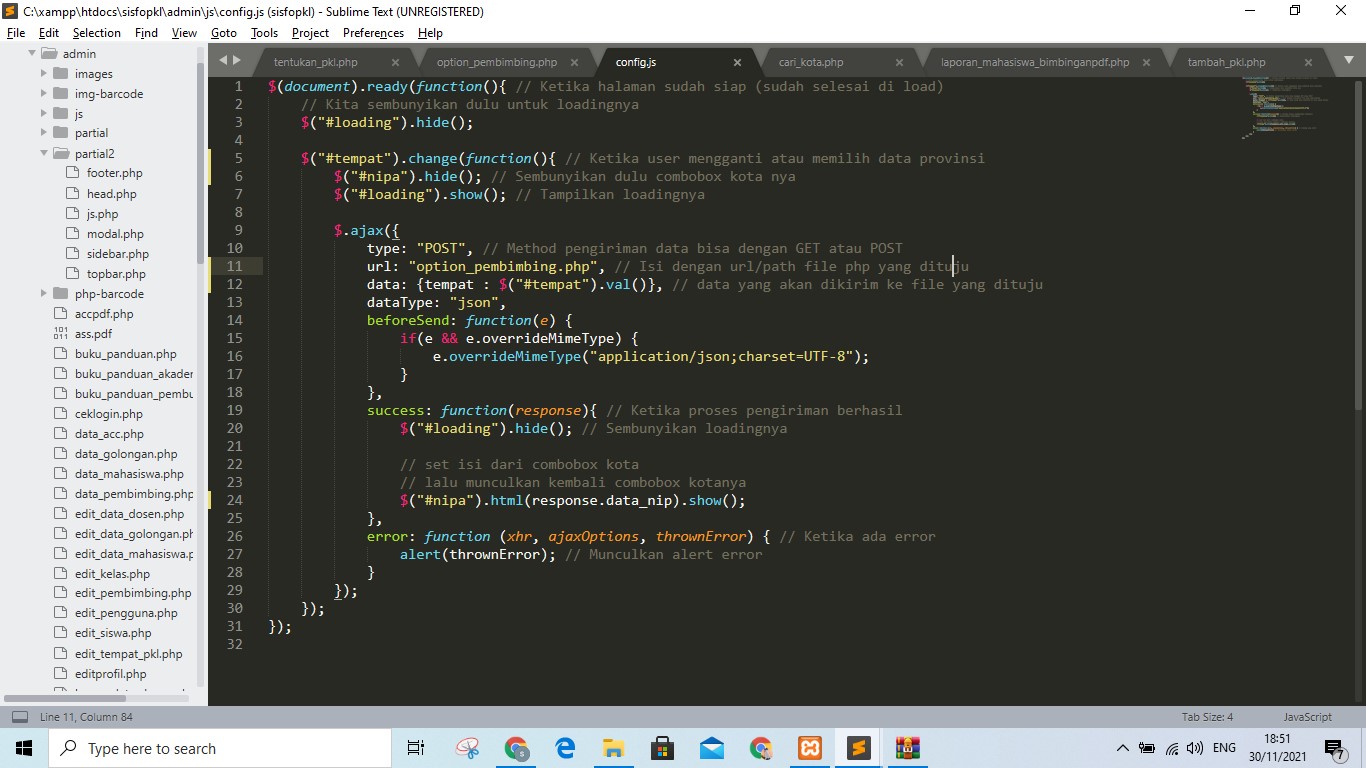 C:\xampp\htdocs\sisfopkl\admin\js\config.js (sisfopkl) - Sublime Text (UNREGISTERED)
File Edit Selection Find View Goto Tools Project Preferences Help
admin
images
img-barcode
js
partial
partial2
footer.php
head.php
js.php
modal.php
sidebar.php
topbar.php
php-barcode
accpdf.php
ass.pdf
buku_panduan.php
buku_panduan_akader
buku_panduan_pembu
ceklogin.php
data_acc.php
data_golongan.php
data_mahasiswa.php
data_pembimbing.php
edit_data_dosen.php
edit_data_golongan.ph
edit_data_mahasiswa.p
edit_kelas.php
edit_pembimbing.php
edit_pengguna.php
edit_siswa.php
edit_tempat_pkl.php
editprofil.php
tentukan_pkl.php option_pembimbing.php config.js cari_kota.php laporan_mahasiswa_bimbinganpdf.php tambah_pkl.php
1 $(document).ready(function(){ // Ketika halaman sudah siap (sudah selesai di load)
2 // Kita sembunyikan dulu untuk loadingnya
3 $("#loading").hide();
4
5 $("#tempat").change(function(){ // Ketika user mengganti atau memilih data provinsi
6 $("#nipa").hide(); // Sembunyikan dulu combobox kota nya
7 $("#loading").show(); // Tampilkan loadingnya
8
9 $.ajax({
10 type: "POST", // Method pengiriman data bisa dengan GET atau POST
11 url: "option_pembimbing.php", // Isi dengan url/path file php yang dituju
12 data: {tempat : $("#tempat").val()}, // data yang akan dikirim ke file yang dituju
13 dataType: "json",
14 beforeSend: function(e) {
15 if(e && e.overrideMimeType) {
16 e.overrideMimeType("application/json;charset=UTF-8");
17 }
18 },
19 success: function(response){ // Ketika proses pengiriman berhasil
20 $("#loading").hide(); // Sembunyikan loadingnya
21
22 // set isi dari combobox kota
23 // lalu munculkan kembali combobox kotanya
24 $("#nipa").html(response.data_nip).show();
25 },
26 error: function (xhr, ajaxOptions, thrownError) { // Ketika ada error
27 alert(thrownError); // Munculkan alert error
28 }
29 });
30 });
31 });
32
Line 11, Column 84 Tab Size: 4 JavaScript
Type here to search
ENG
18:51
30/11/2021
7